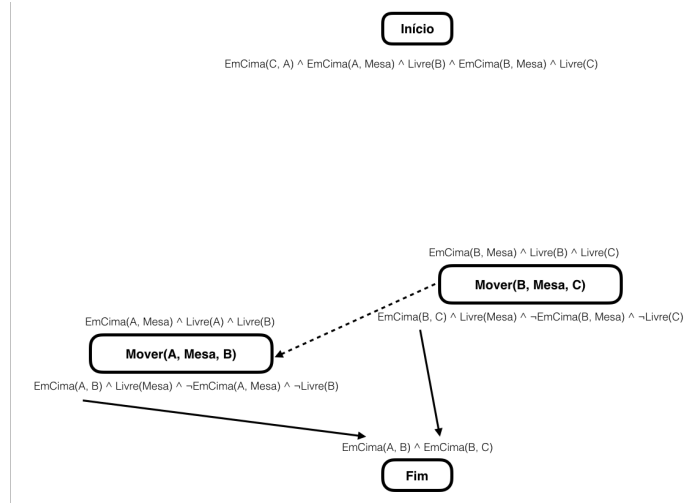 Início
EmCima(C, A) ^ EmCima(A, Mesa) ^ Livre(B) ^ EmCima(B, Mesa) ^ Livre(C)
EmCima(B, Mesa) ^ Livre(B) ^ Livre(C)
Mover(B, Mesa, C)
EmCima(B, C) ^ Livre(Mesa) ^ ¬EmCima(B, Mesa) ^ ¬Livre(C)
EmCima(A, Mesa) ^ Livre(A) ^ Livre(B)
Mover(A, Mesa, B)
EmCima(A, B) ^ Livre(Mesa) ^ ¬EmCima(A, Mesa) ^ ¬Livre(B)
EmCima(A, B) ^ EmCima(B, C)
Fim